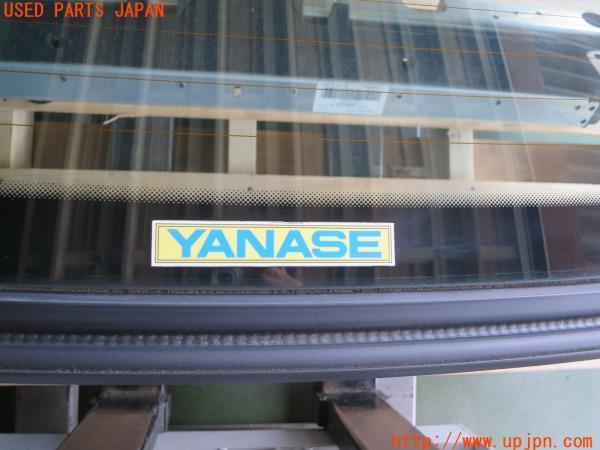 USED PARTS JAPAN
YANASE
http://www.upjpn.com